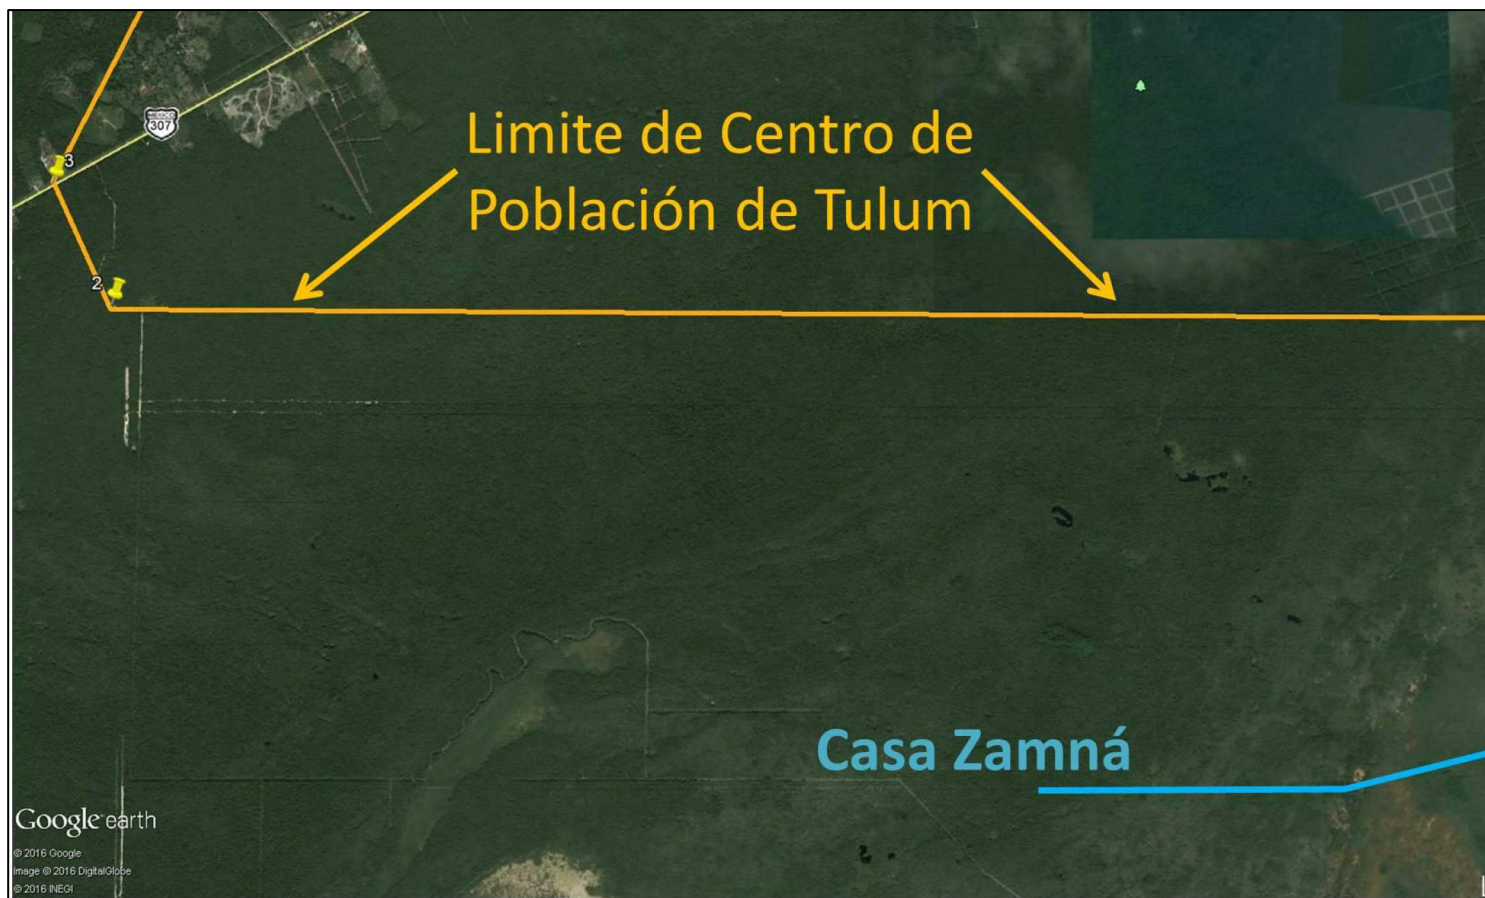 MEXICO
307
3
Limite de Centro de
Población de Tulum
2
Casa Zamná
Google earth
© 2016 Google
Image © 2016 DigitalGlobe
© 2016 INEGI